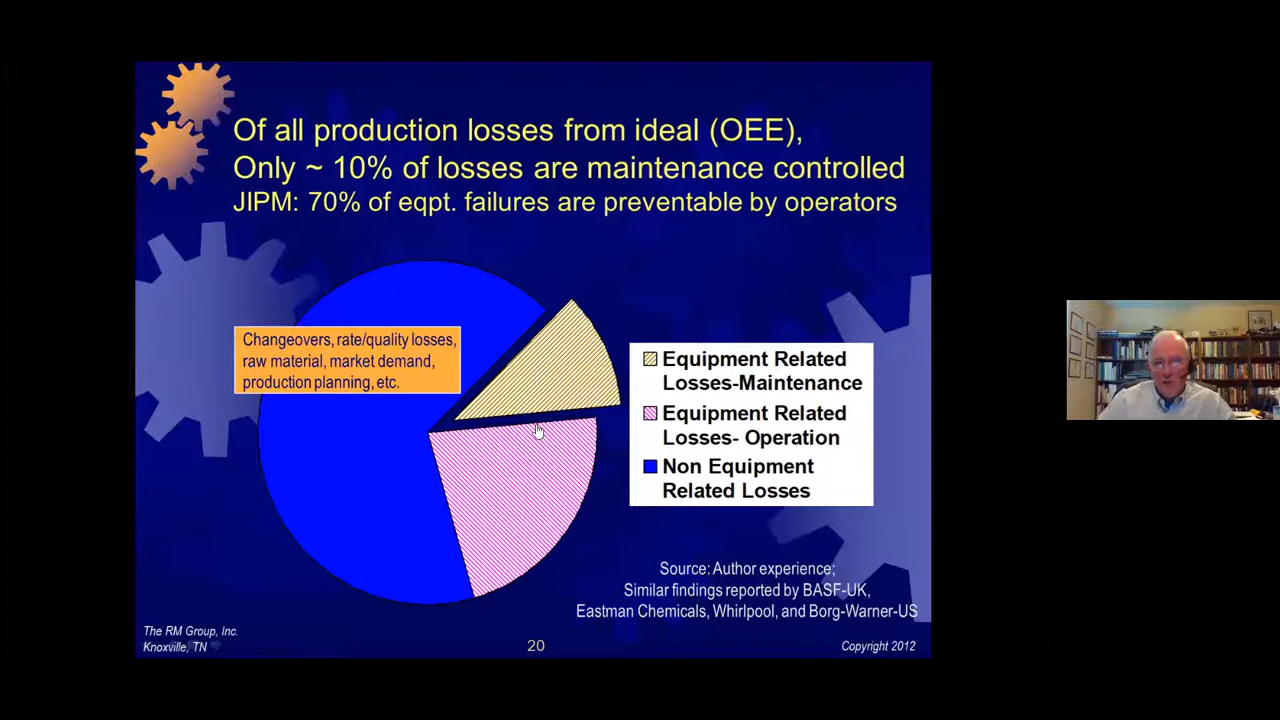 Of all production losses from ideal (OEE),
Only ~ 10% of losses are maintenance controlled
JIPM: 70% of eqpt. failures are preventable by operators
Changeovers, rate/quality losses,
raw material, market demand,
production planning, etc.
Equipment Related
Losses-Maintenance
Equipment Related
Losses- Operation
Non Equipment
Related Losses
Source: Author experience;
Similar findings reported by BASF-UK,
Eastman Chemicals, Whirlpool, and Borg-Warner-US
The RM Group, Inc.
Knoxville, TN
20
Copyright 2012